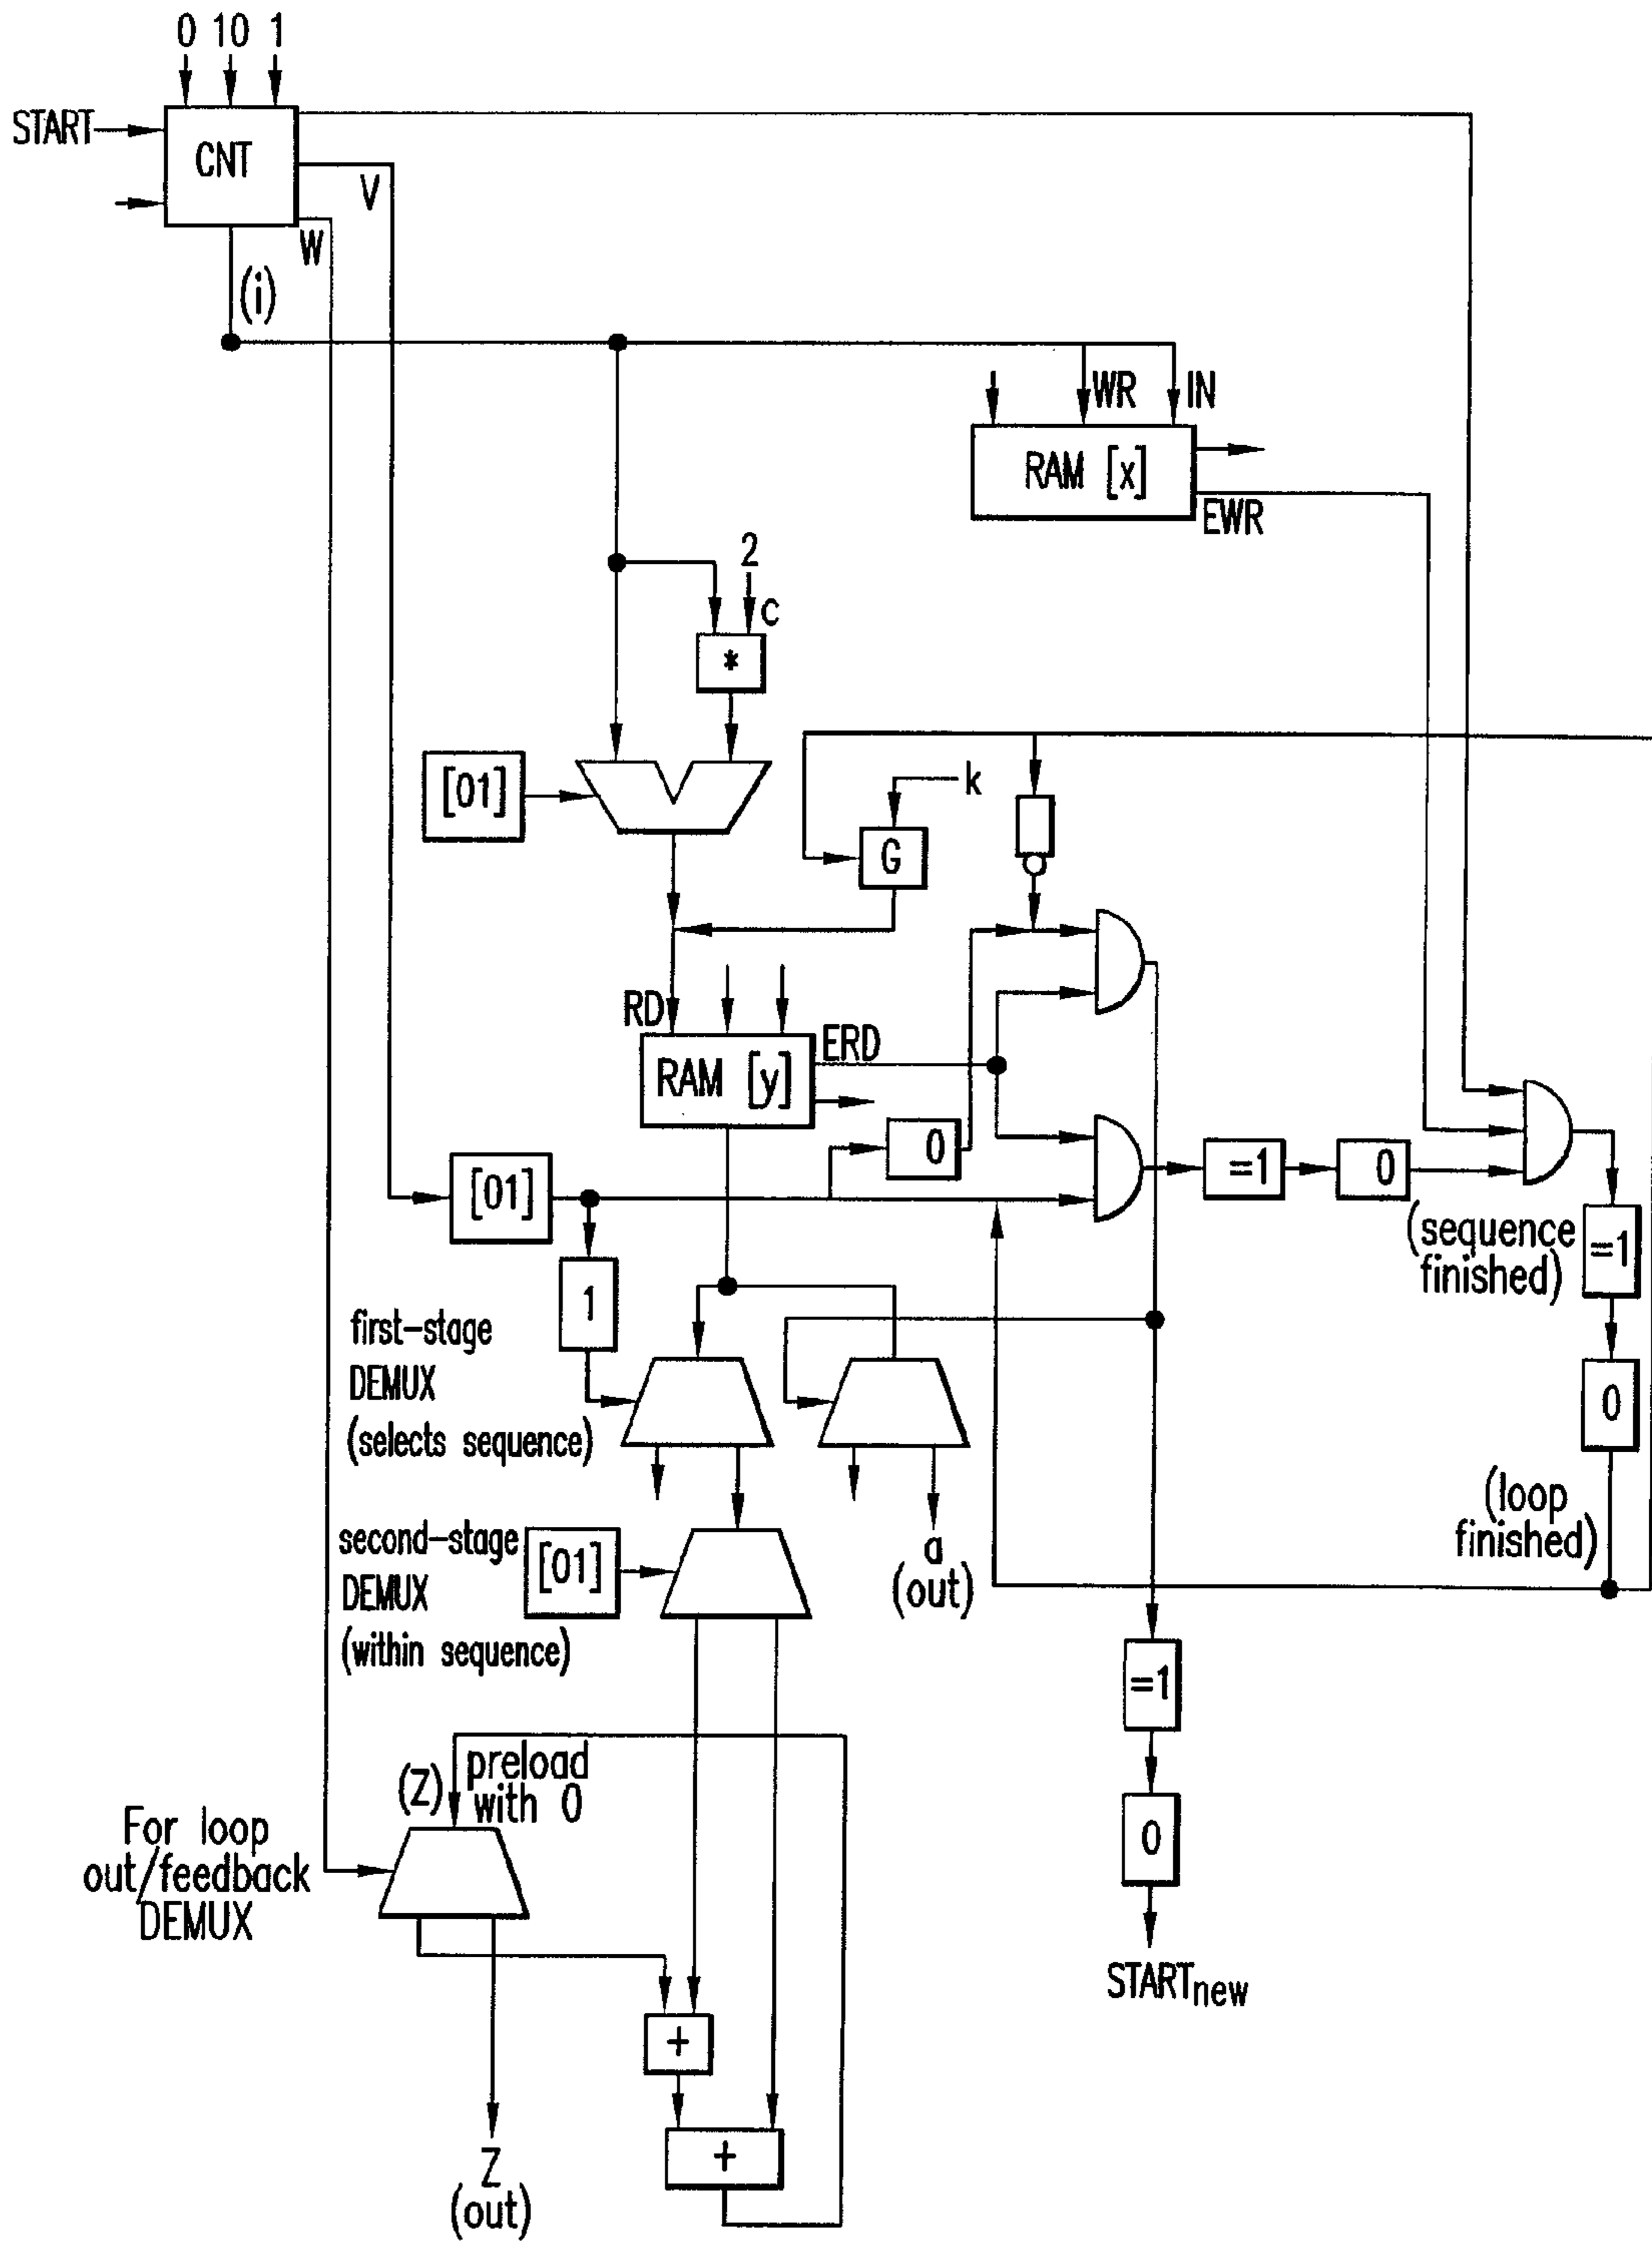 0 10 1
START
CNT
V
W
(i)
WR
IN
RAM [x]
EWR
2
c
*
[01]
k
G
RD
ERD
RAM [y]
0
[01]
=1
0
(sequence
finished)
=1
1
first-stage
DEMUX
(selects sequence)
0
(loop
finished)
second-stage
DEMUX
(within sequence)
[01]
a
(out)
=1
(Z)
preload
with 0
0
For loop
out/feedback
DEMUX
STARTnew
+
+
Z
(out)